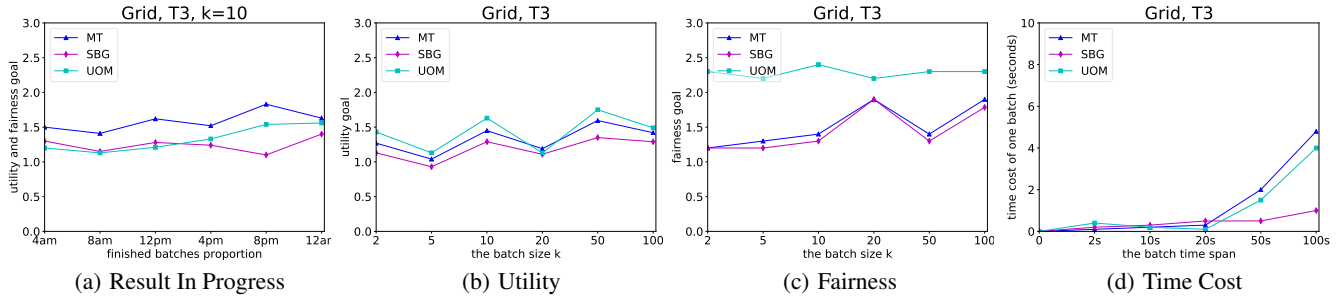 Grid, T3, k=10
3.0
2.5
2.0
1.5
1.0
0.5
0.0
utility and fairness goal
MT
SBG
UOM
4am 8am 12pm 4pm 8pm 12ar
finished batches proportion
(a) Result In Progress
Grid, T3
3.0
2.5
2.0
1.5
1.0
0.5
0.0
utility goal
MT
SBG
UOM
2 5 10 20 50 100
the batch size k
(b) Utility
Grid, T3
3.0
2.5
2.0
1.5
1.0
0.5
0.0
fairness goal
MT
SBG
UOM
2 5 10 20 50 100
the batch size k
(c) Fairness
Grid, T3
10
8
6
4
2
0
time cost of one batch (seconds)
MT
SBG
UOM
0 2s 10s 20s 50s 100s
the batch time span
(d) Time Cost